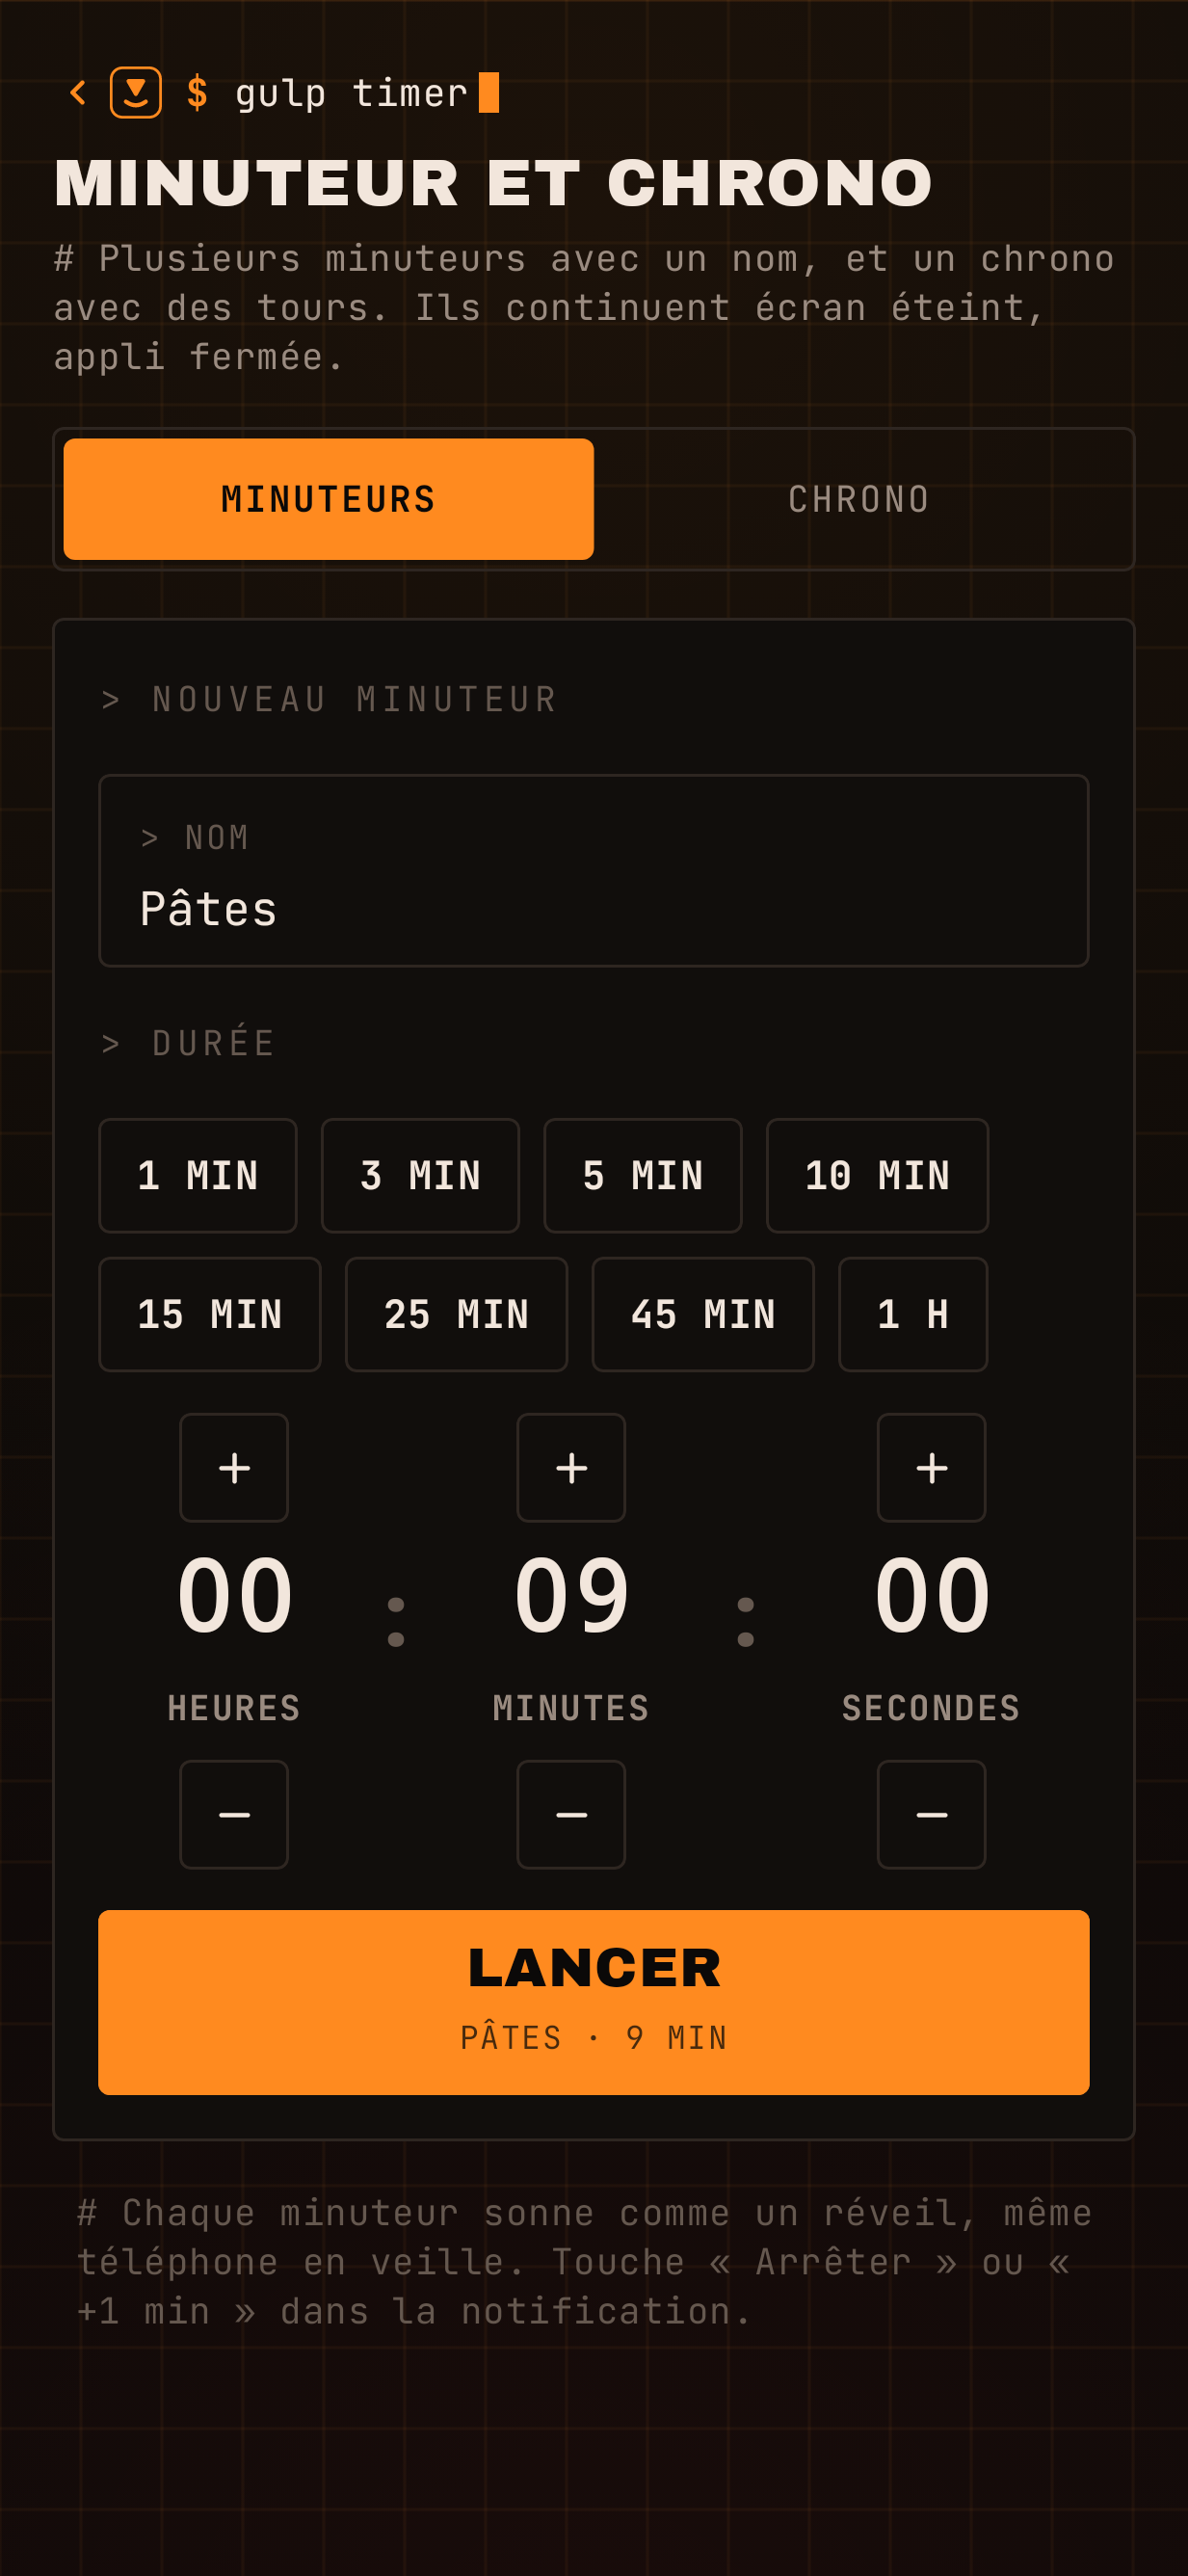 $ gulp timer
MINUTEUR ET CHRONO
# Plusieurs minuteurs avec un nom, et un chrono
avec des tours. Ils continuent écran éteint,
appli fermée.
MINUTEURS CHRONO
> NOUVEAU MINUTEUR
> NOM
Pâtes
> DURÉE
1 MIN 3 MIN 5 MIN 10 MIN
15 MIN 25 MIN 45 MIN 1 H
+ + +
00 : 09 : 00
HEURES MINUTES SECONDES
− − −
LANCER
PÂTES · 9 MIN
# Chaque minuteur sonne comme un réveil, même
téléphone en veille. Touche « Arrêter » ou «
+1 min » dans la notification.